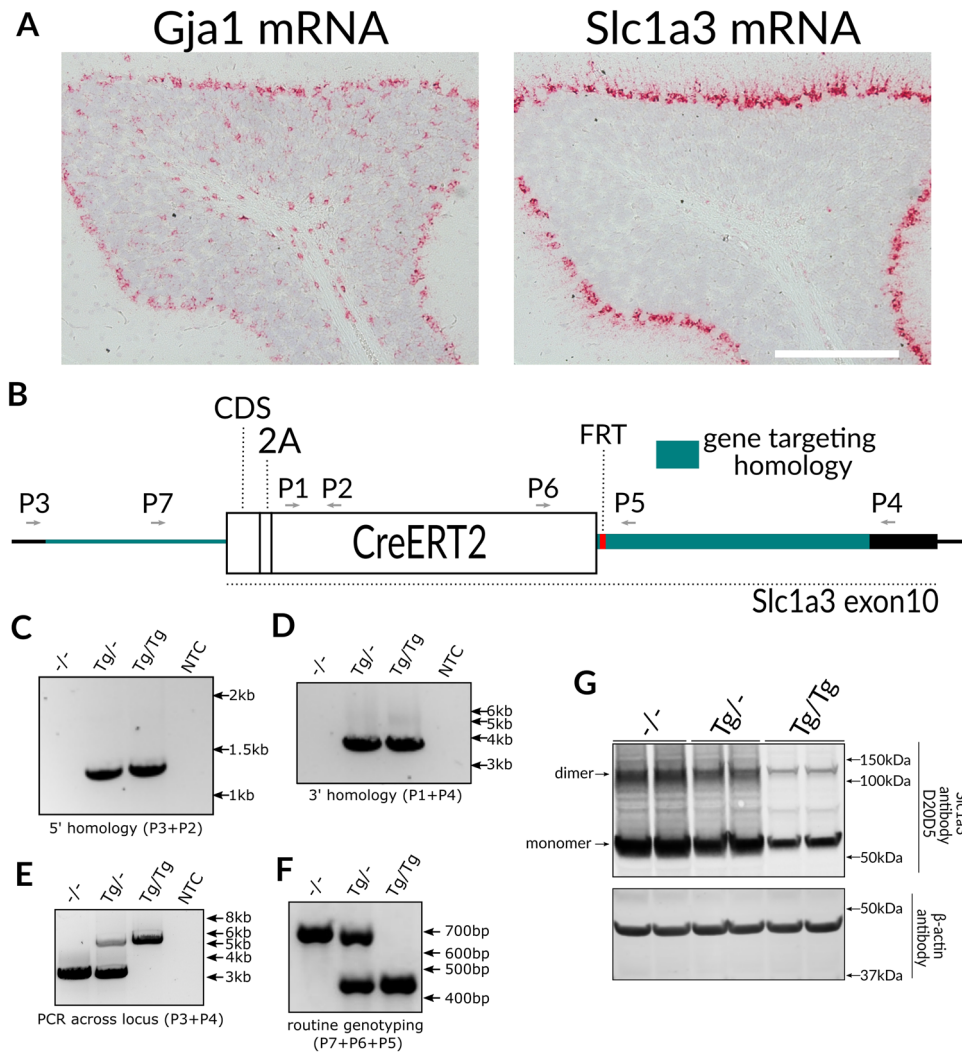 A
Gja1 mRNA
Slc1a3 mRNA
B
CDS
2A
FRT
gene targeting
homology
P3
P7
P1
P2
P6
P5
P4
CreERT2
Slc1a3 exon10
C
-/-
Tg/-
Tg/Tg
NTC
2kb
1.5kb
1kb
5' homology (P3+P2)
D
-/-
Tg/-
Tg/Tg
NTC
6kb
5kb
4kb
3kb
3' homology (P1+P4)
E
-/-
Tg/-
Tg/Tg
NTC
8kb
6kb
5kb
4kb
3kb
PCR across locus (P3+P4)
F
-/-
Tg/-
Tg/Tg
700bp
600bp
500bp
400bp
routine genotyping
(P7+P6+P5)
G
-/-
Tg/-
Tg/Tg
dimer
monomer
150kDa
100kDa
50kDa
Slc1a3
antibody
D20D5
50kDa
37kDa
β-actin
antibody